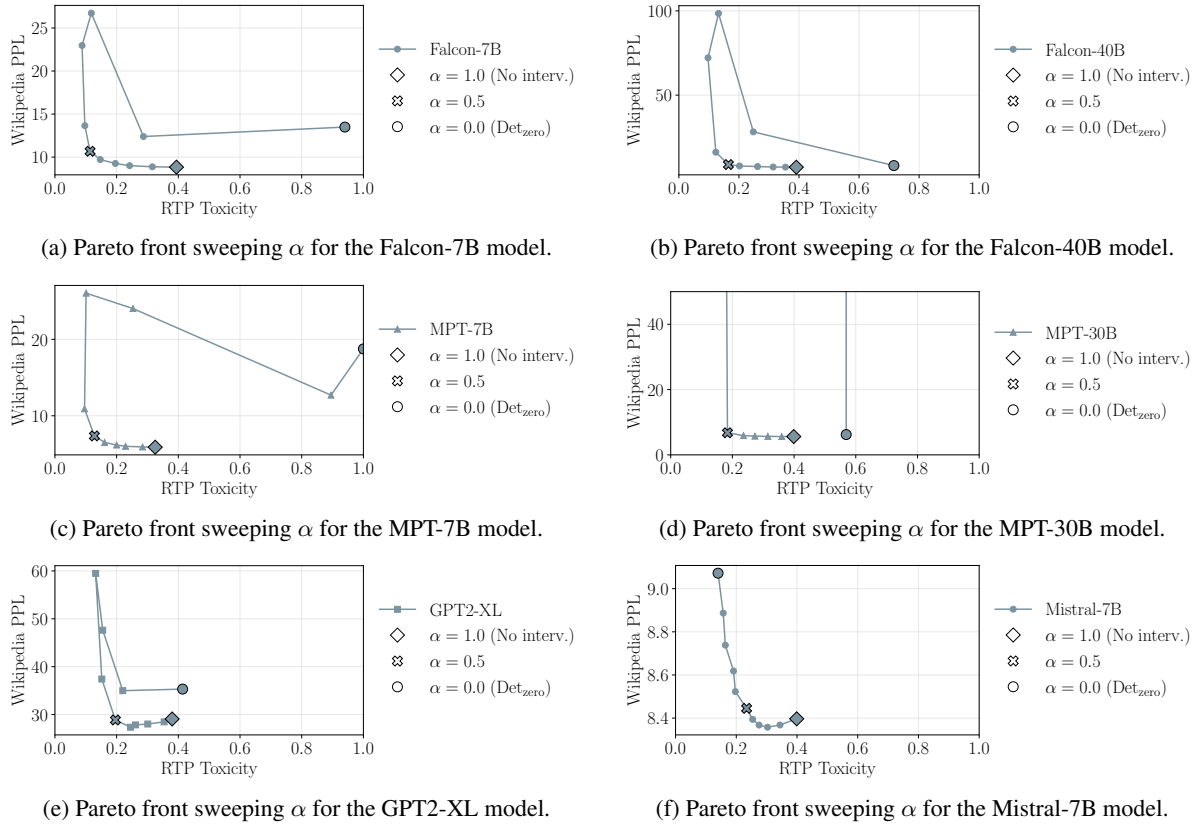 25
20
15
10
0.0 0.2 0.4 0.6 0.8 1.0
RTP Toxicity
Wikipedia PPL
Falcon-7B
α = 1.0 (No interv.)
α = 0.5
α = 0.0 (Det_zero)
(a) Pareto front sweeping α for the Falcon-7B model.
100
50
0.0 0.2 0.4 0.6 0.8 1.0
RTP Toxicity
Wikipedia PPL
Falcon-40B
α = 1.0 (No interv.)
α = 0.5
α = 0.0 (Det_zero)
(b) Pareto front sweeping α for the Falcon-40B model.
20
10
0.0 0.2 0.4 0.6 0.8 1.0
RTP Toxicity
Wikipedia PPL
MPT-7B
α = 1.0 (No interv.)
α = 0.5
α = 0.0 (Det_zero)
(c) Pareto front sweeping α for the MPT-7B model.
40
20
0
0.0 0.2 0.4 0.6 0.8 1.0
RTP Toxicity
Wikipedia PPL
MPT-30B
α = 1.0 (No interv.)
α = 0.5
α = 0.0 (Det_zero)
(d) Pareto front sweeping α for the MPT-30B model.
60
50
40
30
0.0 0.2 0.4 0.6 0.8 1.0
RTP Toxicity
Wikipedia PPL
GPT2-XL
α = 1.0 (No interv.)
α = 0.5
α = 0.0 (Det_zero)
(e) Pareto front sweeping α for the GPT2-XL model.
9.0
8.8
8.6
8.4
0.0 0.2 0.4 0.6 0.8 1.0
RTP Toxicity
Wikipedia PPL
Mistral-7B
α = 1.0 (No interv.)
α = 0.5
α = 0.0 (Det_zero)
(f) Pareto front sweeping α for the Mistral-7B model.